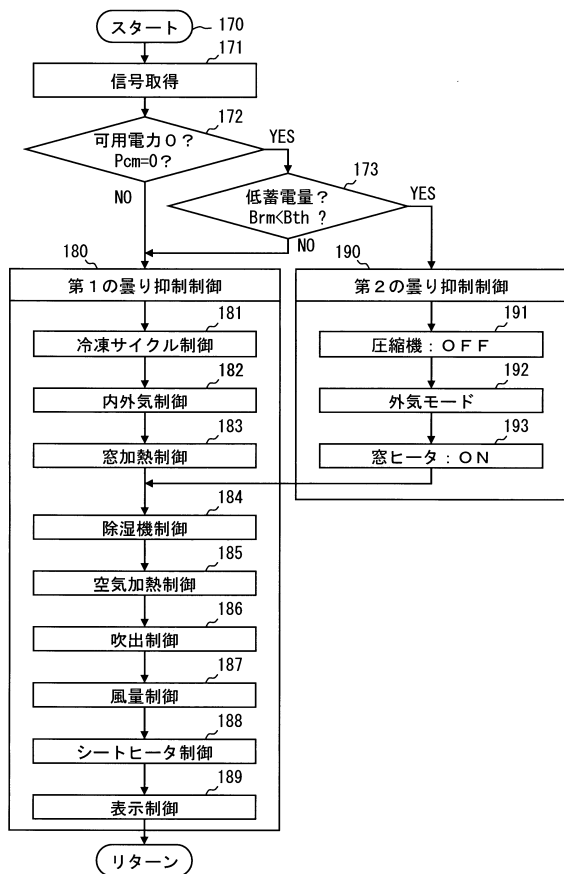 スタート 170
171
信号取得
172
可用電力0?
Pcm=0?
YES
NO
173
低蓄電量?
Brm<Bth ?
YES
NO
180
第1の曇り抑制制御
181
冷凍サイクル制御
182
内外気制御
183
窓加熱制御
184
除湿機制御
185
空気加熱制御
186
吹出制御
187
風量制御
188
シートヒータ制御
189
表示制御
リターン
190
第2の曇り抑制制御
191
圧縮機:OFF
192
外気モード
193
窓ヒータ:ON